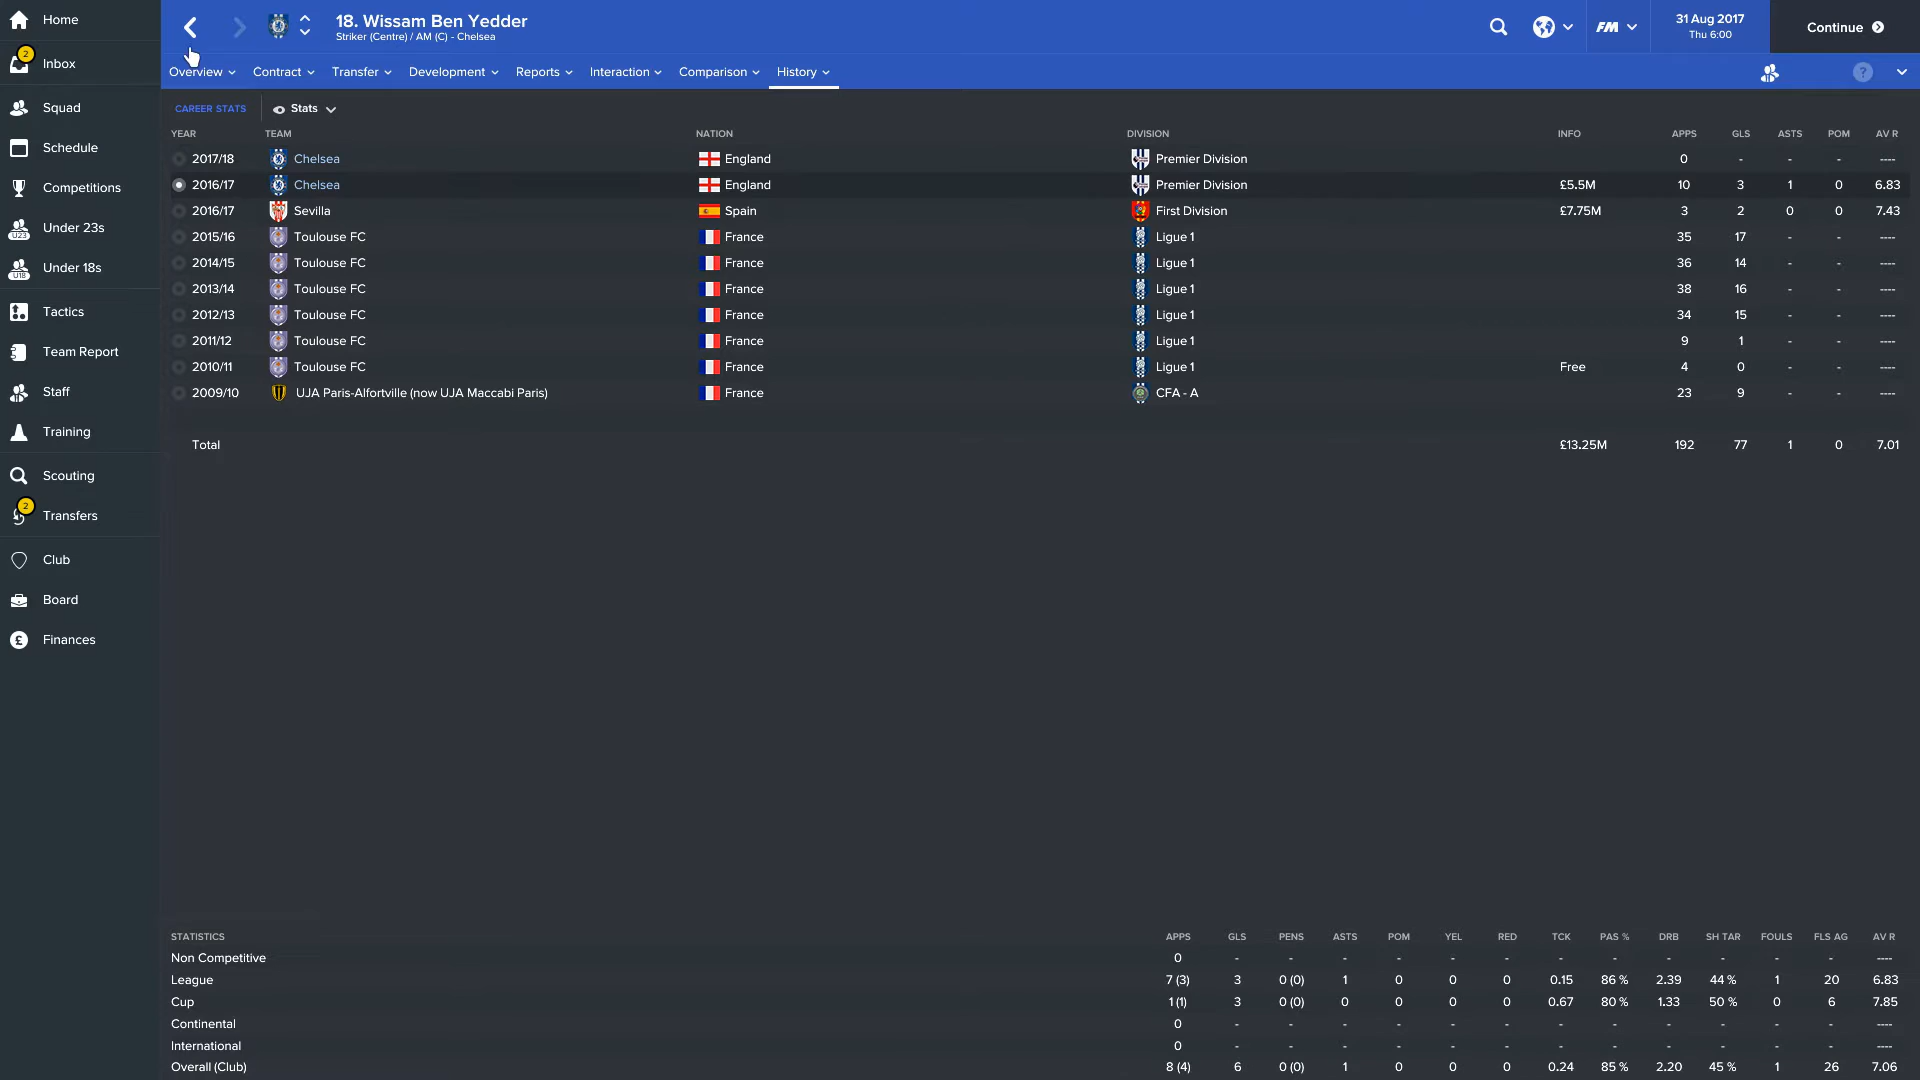 Home
2
Inbox
Squad
Schedule
Competitions
U23
Under 23s
U18
Under 18s
Tactics
Team Report
Staff
Training
Scouting
2
Transfers
Club
Board
£ Finances
18. Wissam Ben Yedder
Striker (Centre) / AM (C) - Chelsea
FM
31 Aug 2017
Thu 6:00
Continue
Overview Contract Transfer Development Reports Interaction Comparison History ?
CAREER STATS Stats
YEAR TEAM NATION DIVISION INFO APPS GLS ASTS POM AV R
2017/18 Chelsea England Premier Division 0 - - - ----
2016/17 Chelsea England Premier Division £5.5M 10 3 1 0 6.83
2016/17 Sevilla Spain First Division £7.75M 3 2 0 0 7.43
2015/16 Toulouse FC France Ligue 1 35 17 - - ----
2014/15 Toulouse FC France Ligue 1 36 14 - - ----
2013/14 Toulouse FC France Ligue 1 38 16 - - ----
2012/13 Toulouse FC France Ligue 1 34 15 - - ----
2011/12 Toulouse FC France Ligue 1 9 1 - - ----
2010/11 Toulouse FC France Ligue 1 Free 4 0 - - ----
2009/10 UJA Paris-Alfortville (now UJA Maccabi Paris) France CFA - A 23 9 - - ----
Total £13.25M 192 77 1 0 7.01
STATISTICS APPS GLS PENS ASTS POM YEL RED TCK PAS % DRB SH TAR FOULS FLS AG AV R
Non Competitive 0 - - - - - - - - - - - - ----
League 7 (3) 3 0 (0) 1 0 0 0 0.15 86 % 2.39 44 % 1 20 6.83
Cup 1 (1) 3 0 (0) 0 0 0 0 0.67 80 % 1.33 50 % 0 6 7.85
Continental 0 - - - - - - - - - - - - ----
International 0 - - - - - - - - - - - - ----
Overall (Club) 8 (4) 6 0 (0) 1 0 0 0 0.24 85 % 2.20 45 % 1 26 7.06